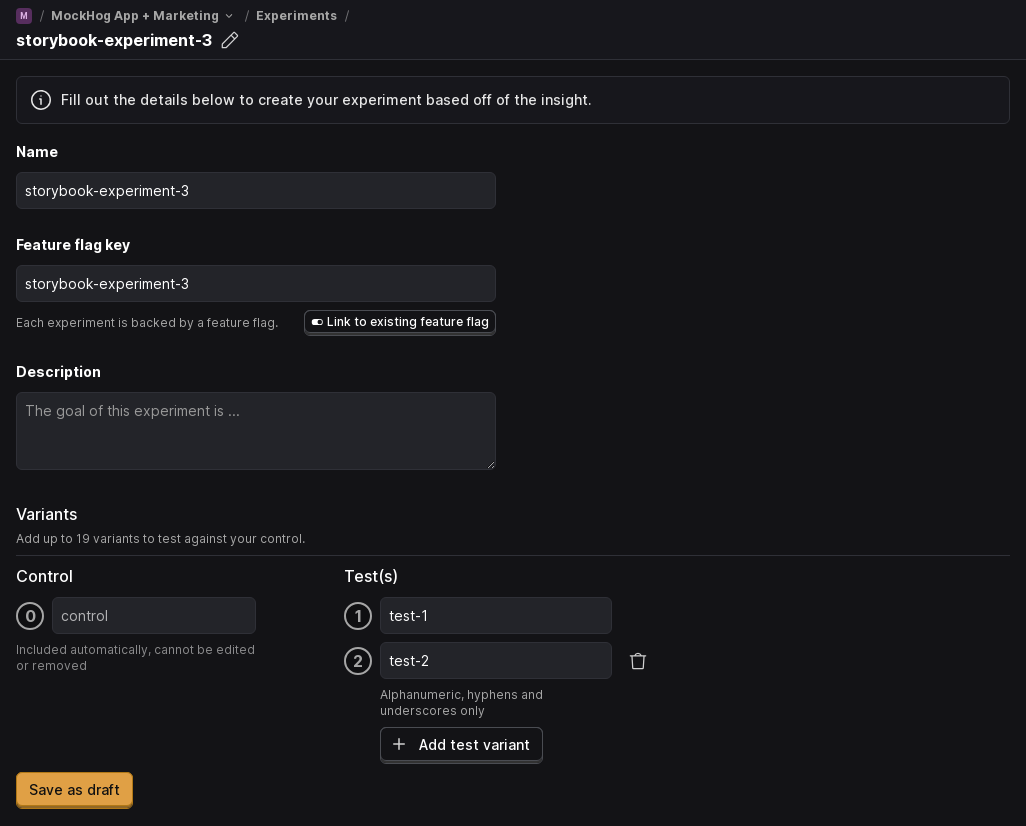 M / MockHog App + Marketing / Experiments /
storybook-experiment-3
Fill out the details below to create your experiment based off of the insight.
Name
storybook-experiment-3
Feature flag key
storybook-experiment-3
Each experiment is backed by a feature flag.
Link to existing feature flag
Description
The goal of this experiment is ...
Variants
Add up to 19 variants to test against your control.
Control
0
control
Included automatically, cannot be edited
or removed
Test(s)
1
test-1
2
test-2
Alphanumeric, hyphens and
underscores only
Add test variant
Save as draft